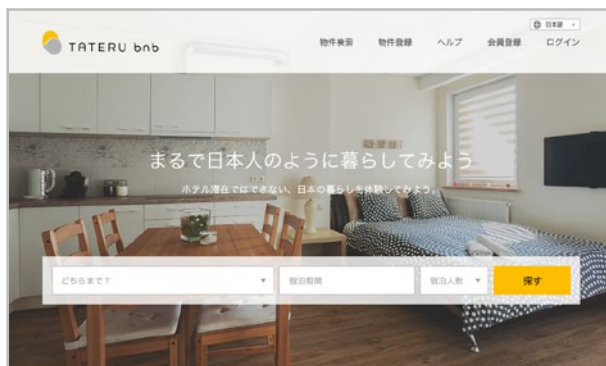 日本語
TATERU bnb
物件検索 物件登録 ヘルプ 会員登録 ログイン
まるで日本人のように暮らしてみよう
ホテル滞在ではできない、日本の暮らしを体験してみよう。
どちらまで？ 宿泊期間 宿泊人数 探す